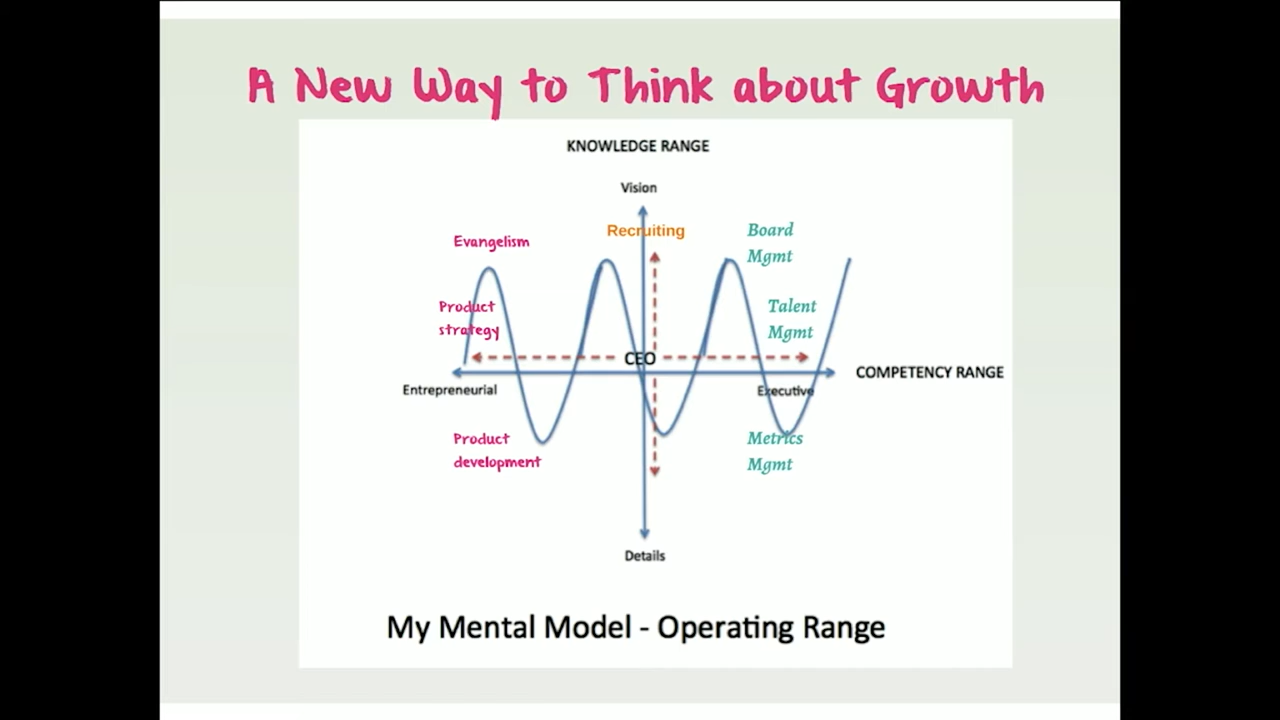 A New Way to Think about Growth
KNOWLEDGE RANGE
Vision
Recruiting
Board
Mgmt
Evangelism
Product
strategy
Talent
Mgmt
CEO
COMPETENCY RANGE
Entrepreneurial
Executive
Product
development
Metrics
Mgmt
Details
My Mental Model - Operating Range